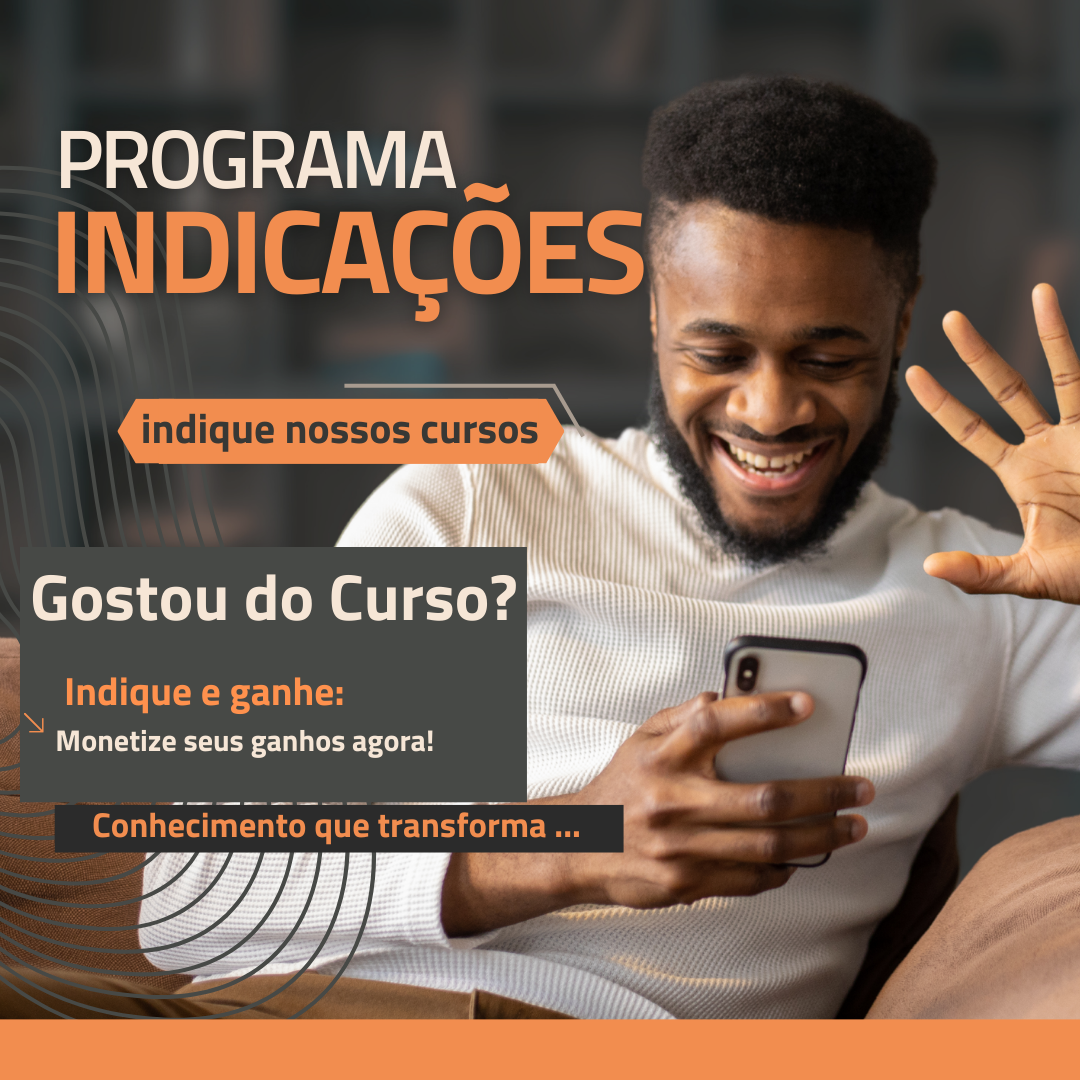 PROGRAMA
INDICAÇÕES
indique nossos cursos
Gostou do Curso?
Indique e ganhe:
Monetize seus ganhos agora!
Conhecimento que transforma ...